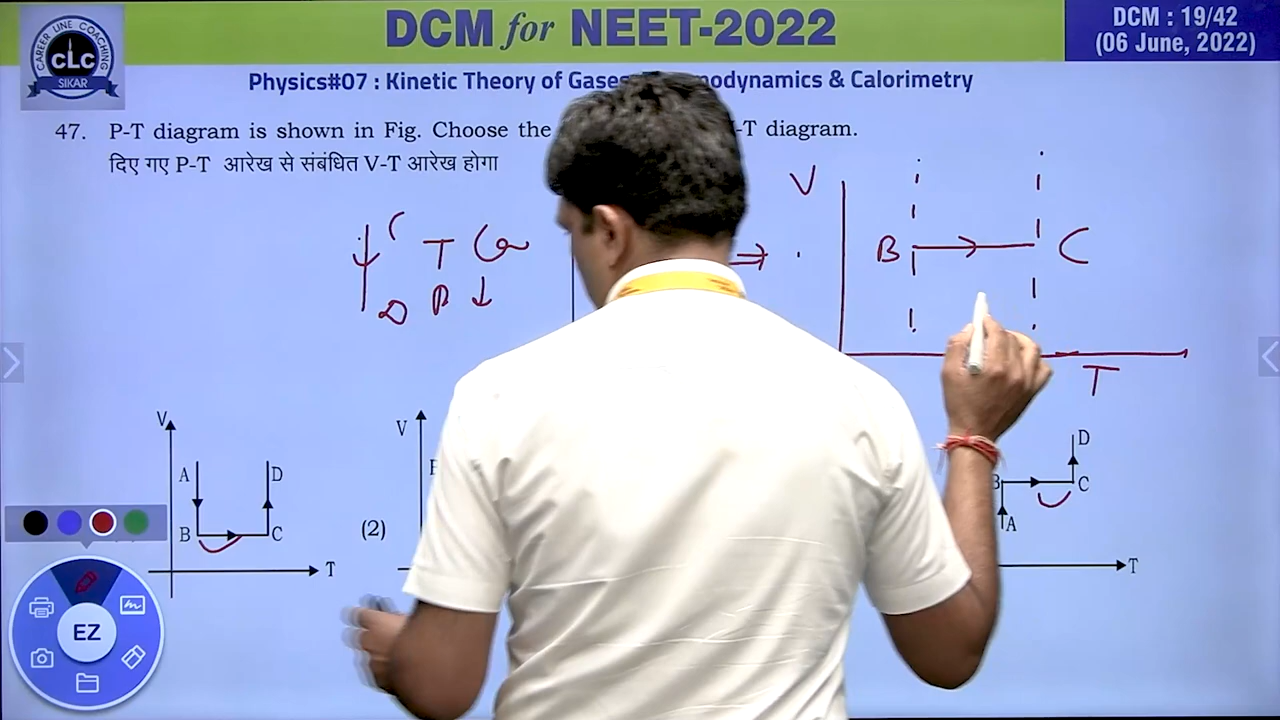 DCM for NEET-2022
DCM : 19/42
(06 June, 2022)
CAREER LINE COACHING
CLC
SIKAR
Physics#07 : Kinetic Theory of Gases, & Calorimetry
47. P-T diagram is shown in Fig. Choose the -T diagram.
दिए गए P-T आरेख से संबंधित V-T आरेख होगा
V
B C
T
V
A D
B C
T
(2)
V
D
B C
A
T
EZ